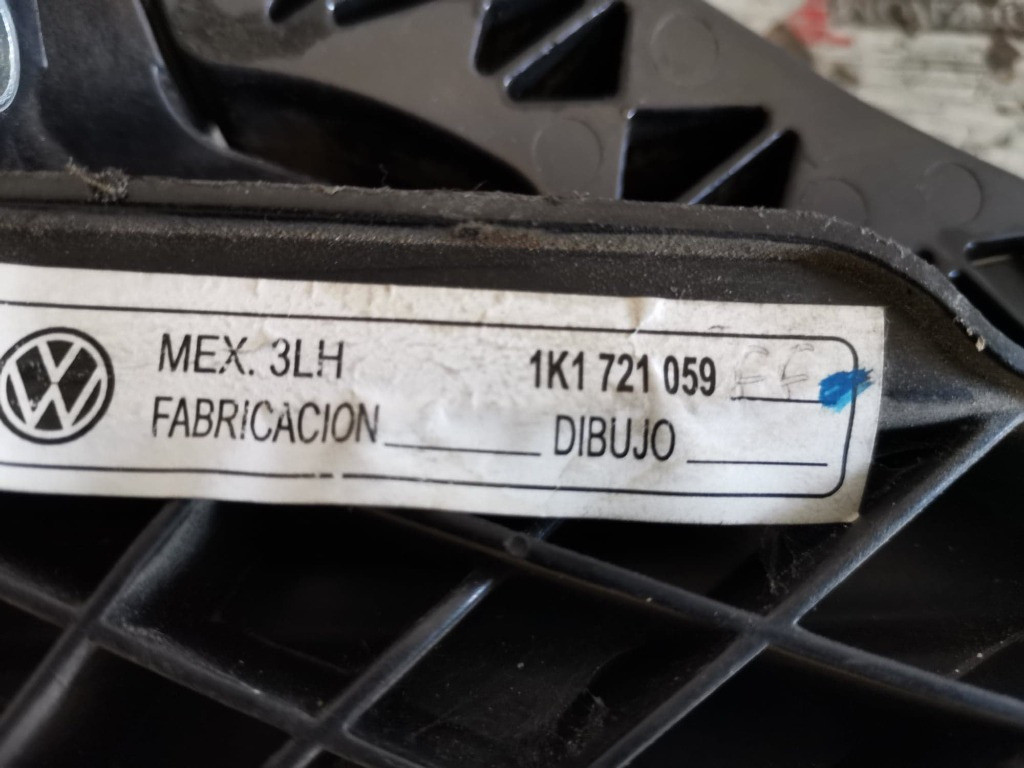 MEX. 3LH
1K1 721 059
FABRICACION
DIBUJO